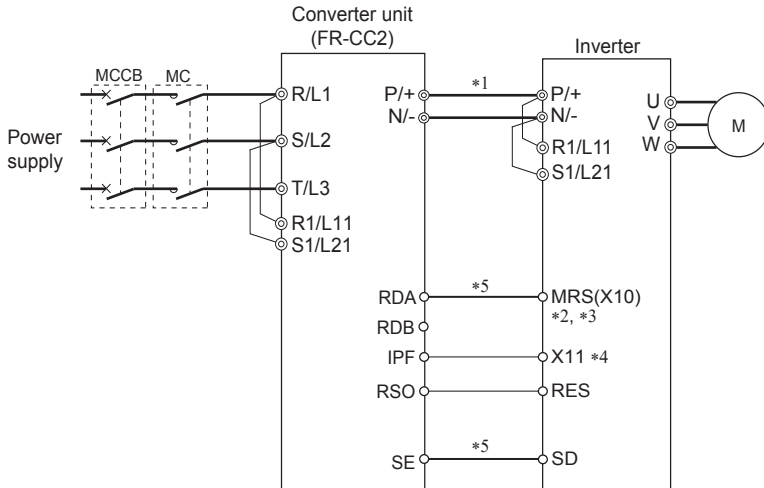 Converter unit
(FR-CC2)
Inverter
MCCB
MC
R/L1
P/+
*1
P/+
U
N/-
N/-
V
M
Power
supply
S/L2
R1/L11
W
S1/L21
T/L3
R1/L11
S1/L21
RDA
*5
MRS(X10)
*2, *3
RDB
IPF
X11 *4
RSO
RES
SE
*5
SD